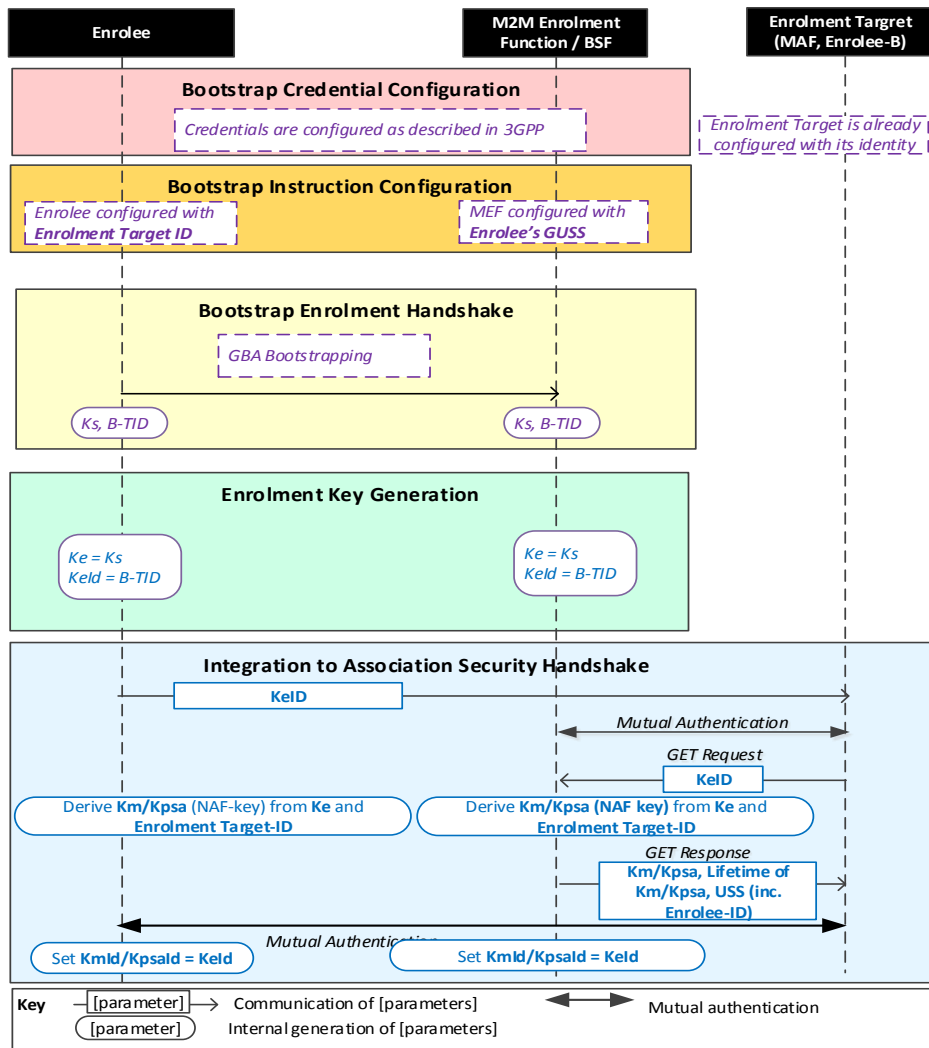 Enrolee
M2M Enrolment
Function / BSF
Enrolment Targret
(MAF, Enrolee-B)
Bootstrap Credential Configuration
Credentials are configured as described in 3GPP
Enrolment Target is already
configured with its identity
Bootstrap Instruction Configuration
Enrolee configured with
Enrolment Target ID
MEF configured with
Enrolee's GUSS
Bootstrap Enrolment Handshake
GBA Bootstrapping
Ks, B-TID
Ks, B-TID
Enrolment Key Generation
Ke = Ks
KeId = B-TID
Ke = Ks
KeId = B-TID
Integration to Association Security Handshake
KeID
Mutual Authentication
GET Request
KeID
Derive Km/Kpsa (NAF-key) from Ke and
Enrolment Target-ID
Derive Km/Kpsa (NAF key) from Ke and
Enrolment Target-ID
GET Response
Km/Kpsa, Lifetime of
Km/Kpsa, USS (inc.
Enrolee-ID)
Mutual Authentication
Set KmId/KpsaId = KeId
Set KmId/KpsaId = KeId
Key
[parameter]
Communication of [parameters]
Mutual authentication
[parameter]
Internal generation of [parameters]